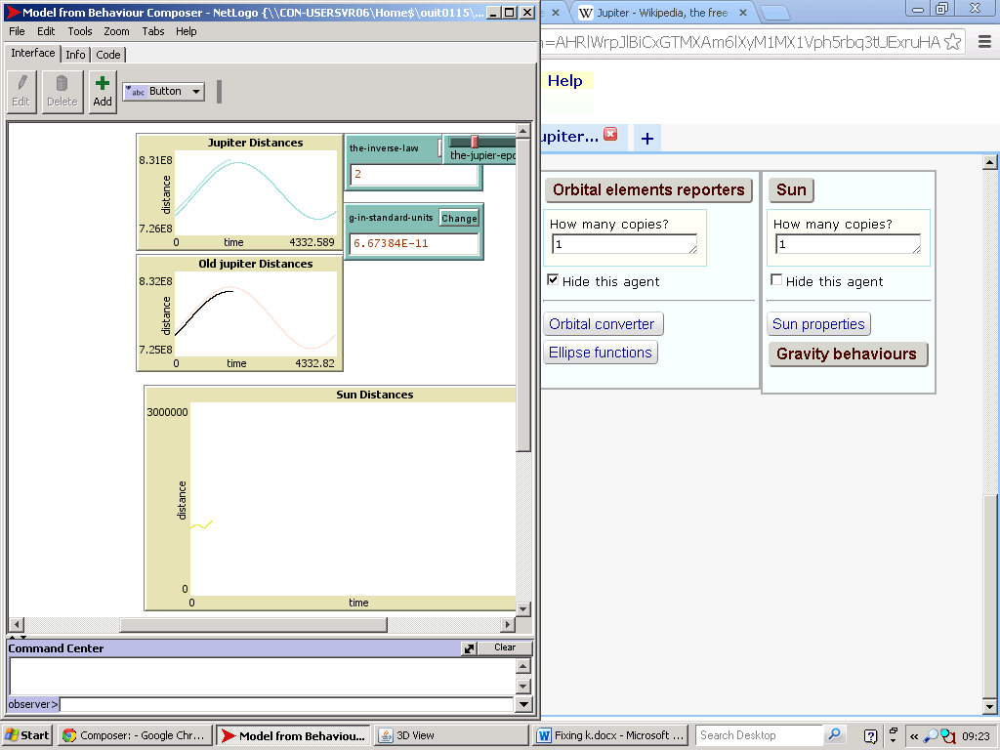 Model from Behaviour Composer - NetLogo {\\CON-USERSVR06\Home$\ouit0115\...
File Edit Tools Zoom Tabs Help
Interface Info Code
Edit Delete Add abc Button
Jupiter Distances
8.31E8
distance
7.26E8
0 time 4332.589
the-inverse-law
2
the-jupier-epo
g-in-standard-units Change
6.67384E-11
Old jupiter Distances
8.32E8
distance
7.25E8
0 time 4332.82
Sun Distances
3000000
distance
0
0 time
Command Center Clear
observer>
W Jupiter - Wikipedia, the free
=AHRlWrpJlBiCxGTMXAm6lXyM1MX1Vph5rbq3tUExruHA
Help
upiter... +
Orbital elements reporters
How many copies?
1
Hide this agent
Orbital converter
Ellipse functions
Sun
How many copies?
1
Hide this agent
Sun properties
Gravity behaviours
Start Composer: - Google Chr... Model from Behaviou... 3D View Fixing k.docx - Microsoft ... Search Desktop 09:23